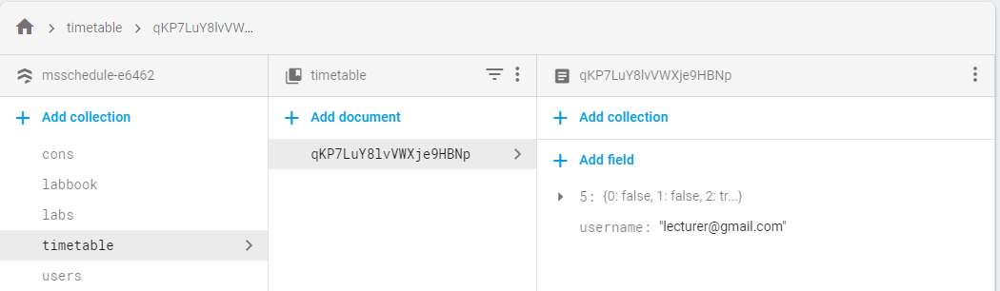 timetable qKP7LuY8lvVW...
msschedule-e6462
Add collection
cons
labbook
labs
timetable
users
timetable
Add document
qKP7LuY8lvVWXje9HBNp
qKP7LuY8lvVWXje9HBNp
Add collection
Add field
5: {0: false, 1: false, 2: tr...}
username: "lecturer@gmail.com"